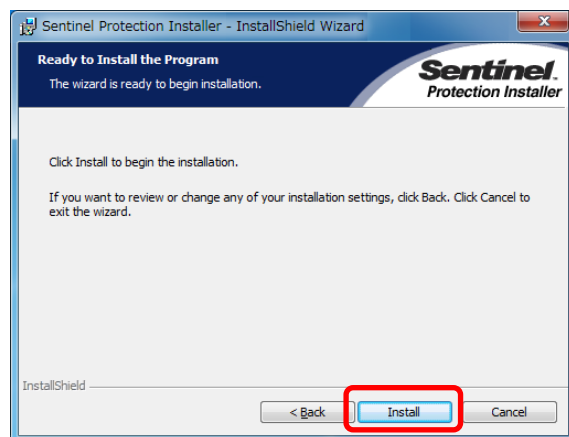 Sentinel Protection Installer - InstallShield Wizard
Ready to Install the Program
The wizard is ready to begin installation.
Sentinel.
Protection Installer
Click Install to begin the installation.
If you want to review or change any of your installation settings, click Back. Click Cancel to
exit the wizard.
InstallShield
< Back
Install
Cancel